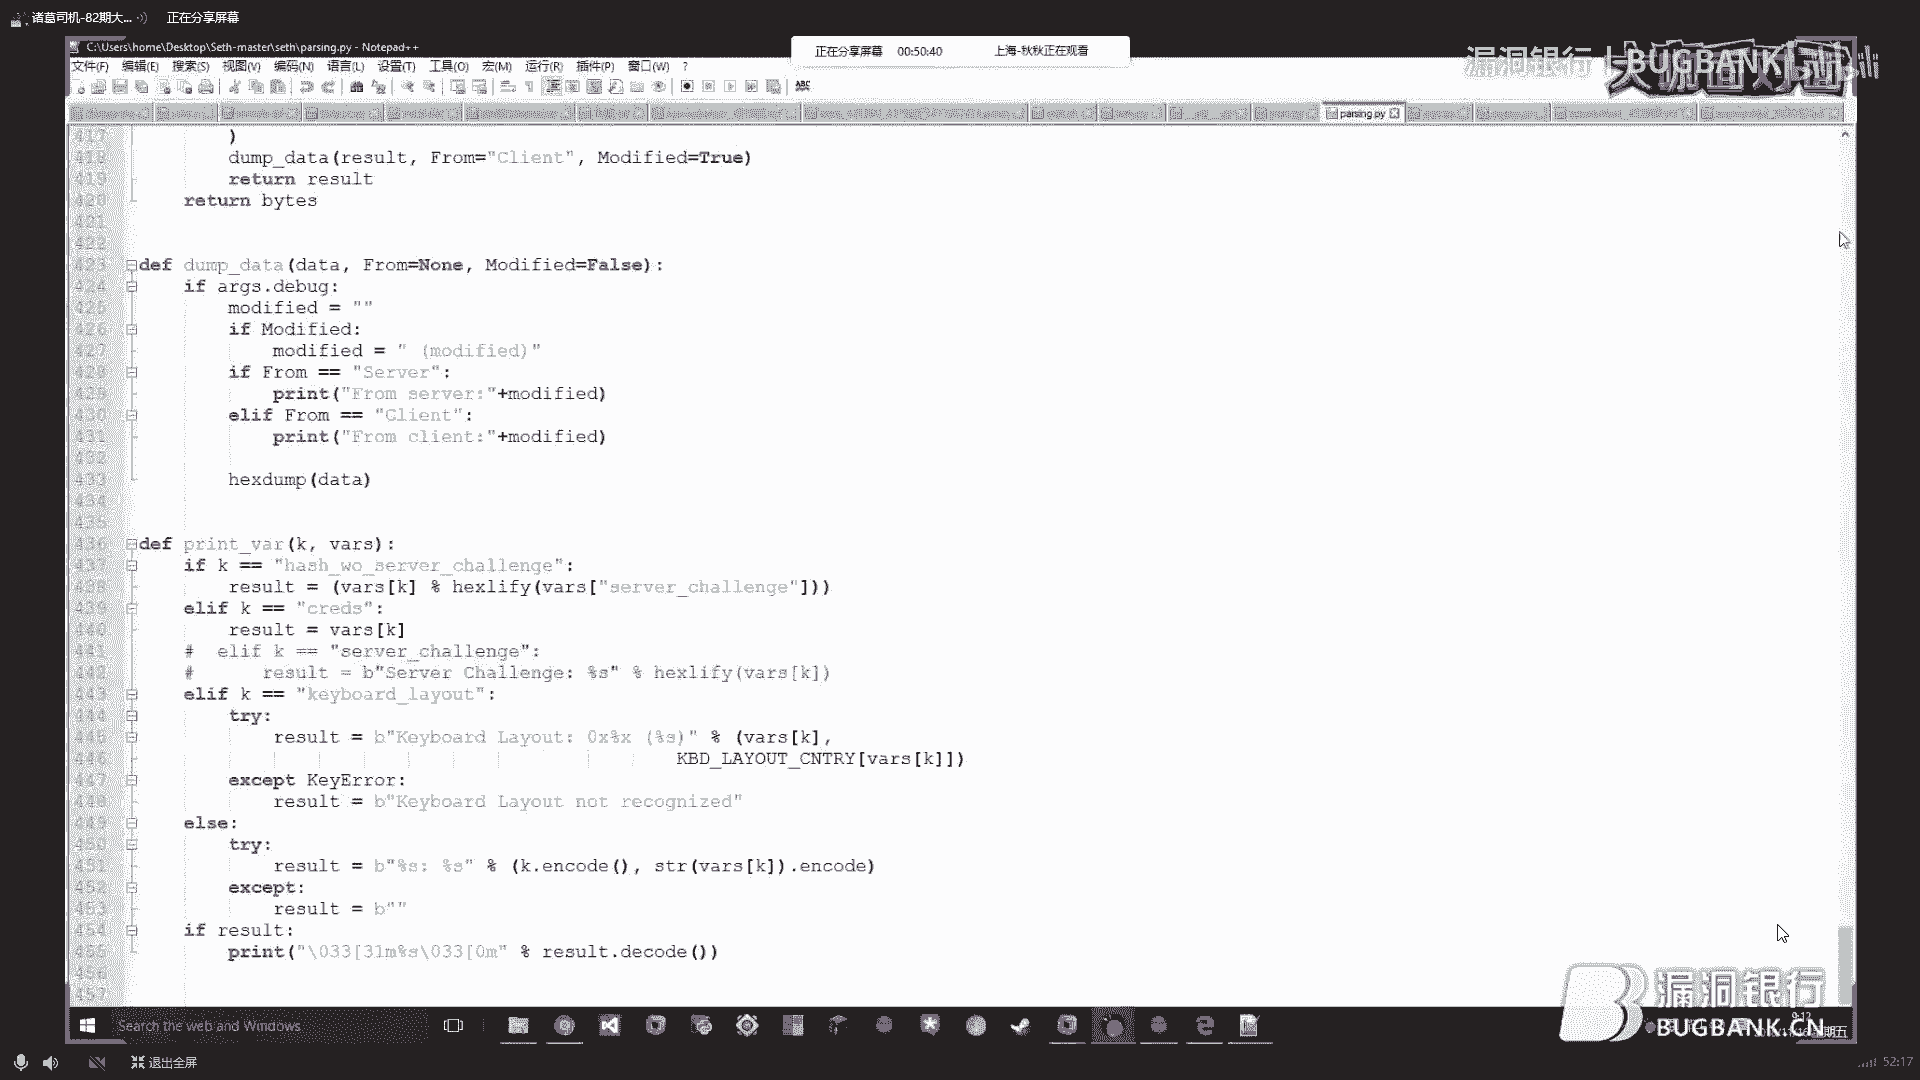 诸葛司机-82期大... 正在分享屏幕
C:\Users\home\Desktop\Seth-master\seth\parsing.py - Notepad++
正在分享屏幕 00:50:40 上海-秋秋正在观看
漏洞银行 | BUGBANK
文件(F) 编辑(E) 搜索(S) 视图(V) 编码(N) 语言(L) 设置(T) 工具(O) 宏(M) 运行(R) 插件(P) 窗口(W) ?
parsing.py
417 )
418 dump_data(result, From="Client", Modified=True)
419 return result
420 return bytes
421
422
423 def dump_data(data, From=None, Modified=False):
424 if args.debug:
425 modified = ""
426 if Modified:
427 modified = " (modified)"
428 if From == "Server":
429 print("From server:"+modified)
430 elif From == "Client":
431 print("From client:"+modified)
432
433 hexdump(data)
434
435
436 def print_var(k, vars):
437 if k == "hash_wo_server_challenge":
438 result = (vars[k] % hexlify(vars["server_challenge"]))
439 elif k == "creds":
440 result = vars[k]
441 # elif k == "server_challenge":
442 # result = b"Server Challenge: %s" % hexlify(vars[k])
443 elif k == "keyboard_layout":
444 try:
445 result = b"Keyboard Layout: 0x%x (%s)" % (vars[k],
446 KBD_LAYOUT_CNTRY[vars[k]])
447 except KeyError:
448 result = b"Keyboard Layout not recognized"
449 else:
450 try:
451 result = b"%s: %s" % (k.encode(), str(vars[k]).encode)
452 except:
453 result = b""
454 if result:
455 print("\033[31m%s\033[0m" % result.decode())
456
457
漏洞银行
BUGBANK.CN
Search the web and Windows
9:12
退出全屏
52:17